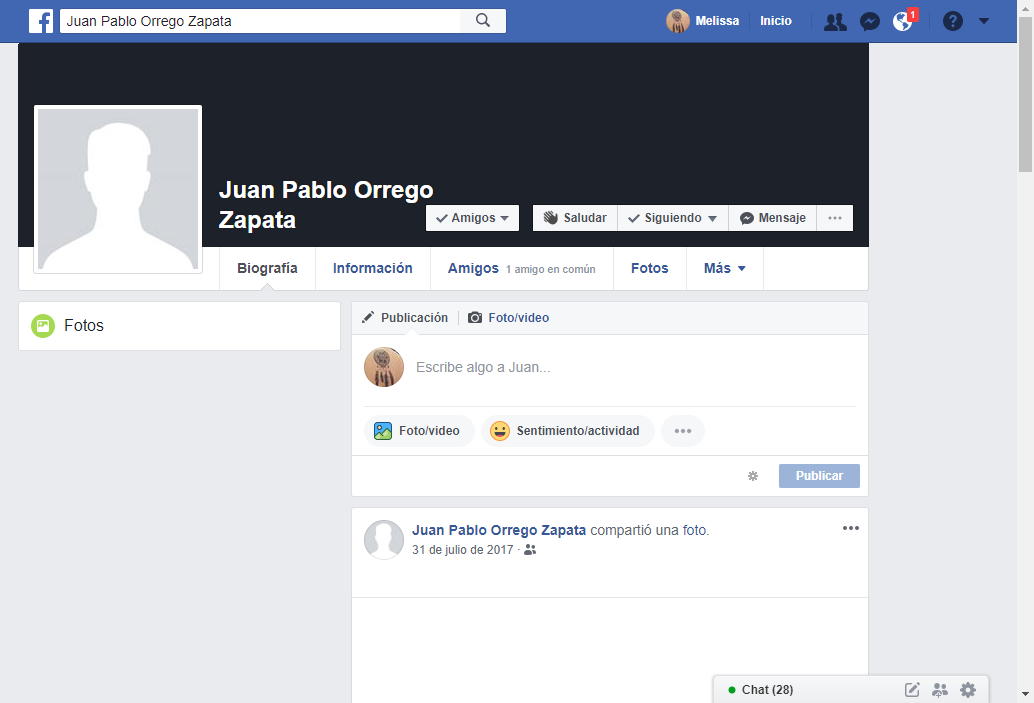 Juan Pablo Orrego Zapata
Melissa
Inicio
1
?
Juan Pablo Orrego
Zapata
Amigos
Saludar
Siguiendo
Mensaje
Biografía
Información
Amigos 1 amigo en común
Fotos
Más
Fotos
Publicación
Foto/video
Escribe algo a Juan...
Foto/video
Sentimiento/actividad
Publicar
Juan Pablo Orrego Zapata compartió una foto.
31 de julio de 2017 ·
Chat (28)